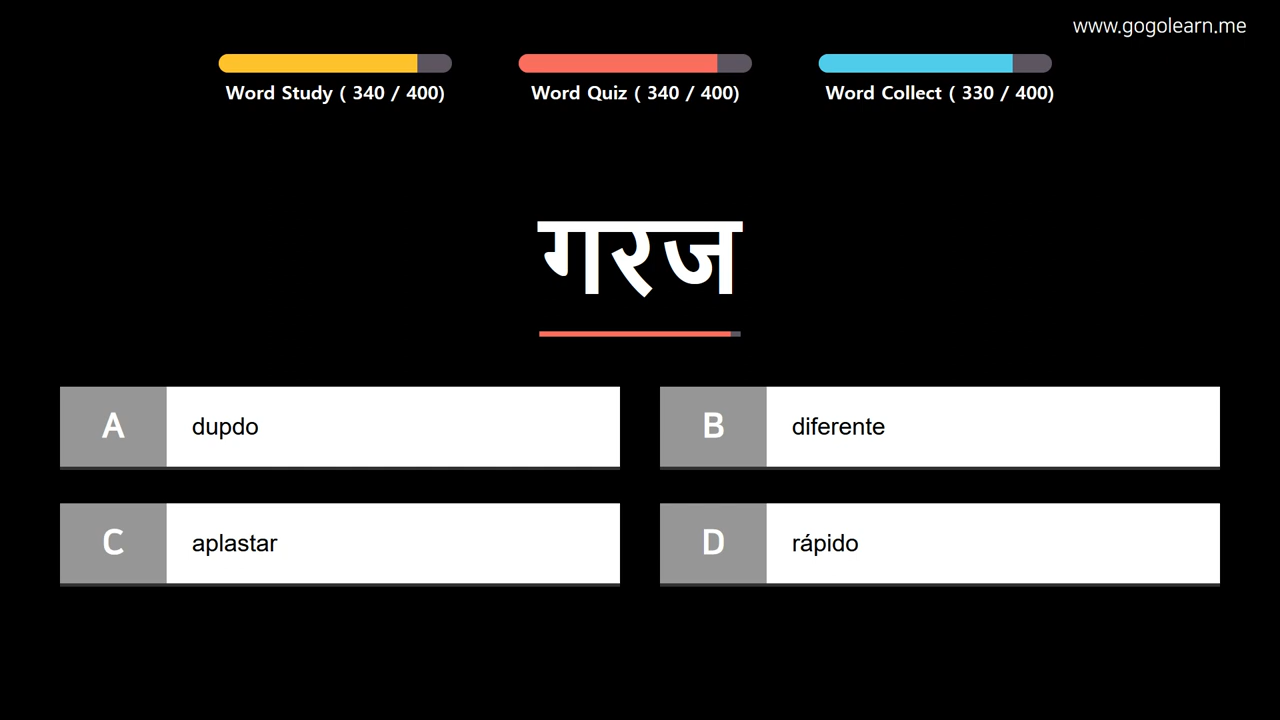 www.gogolearn.me
Word Study ( 340 / 400)
Word Quiz ( 340 / 400)
Word Collect ( 330 / 400)
गरज
A dupdo
B diferente
C aplastar
D rápido